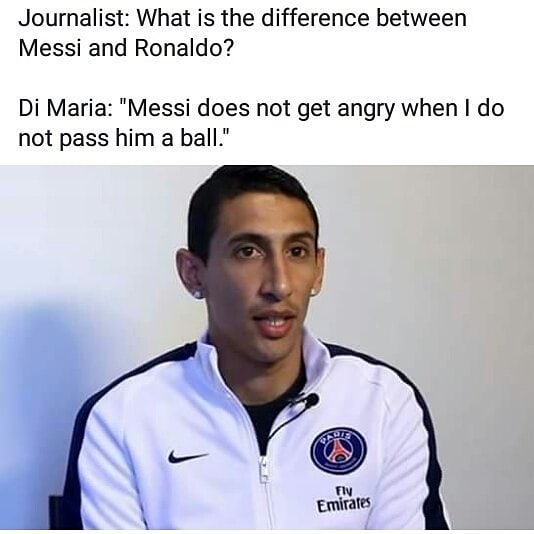 Journalist: What is the difference between
Messi and Ronaldo?
Di Maria: "Messi does not get angry when I do
not pass him a ball."
PARIS
Fly
Emirates